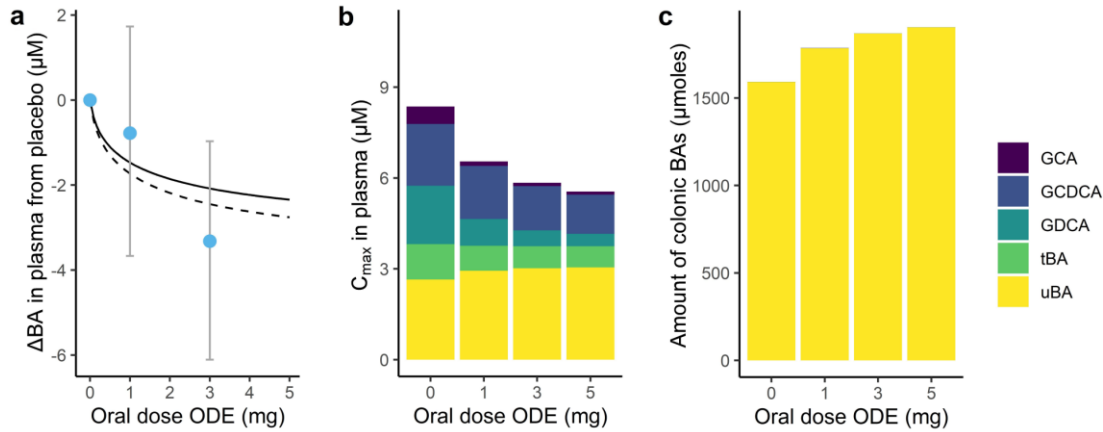 a
ΔBA in plasma from placebo (μM)
2
0
-2
-4
-6
0 1 2 3 4 5
Oral dose ODE (mg)
b
Cmax in plasma (μM)
9
6
3
0
0 1 3 5
Oral dose ODE (mg)
c
Amount of colonic BAs (μmoles)
1500
1000
500
0
0 1 3 5
Oral dose ODE (mg)
GCA
GCDCA
GDCA
tBA
uBA